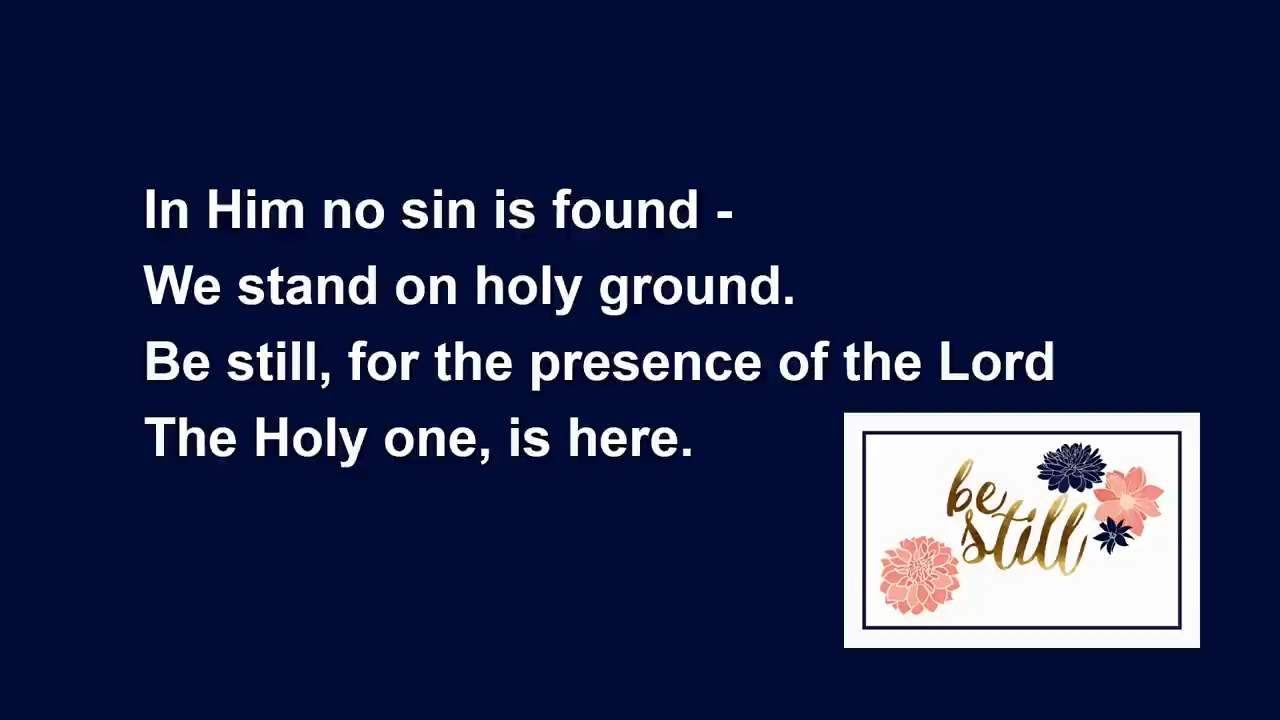 In Him no sin is found -
We stand on holy ground.
Be still, for the presence of the Lord
The Holy one, is here.
be
still